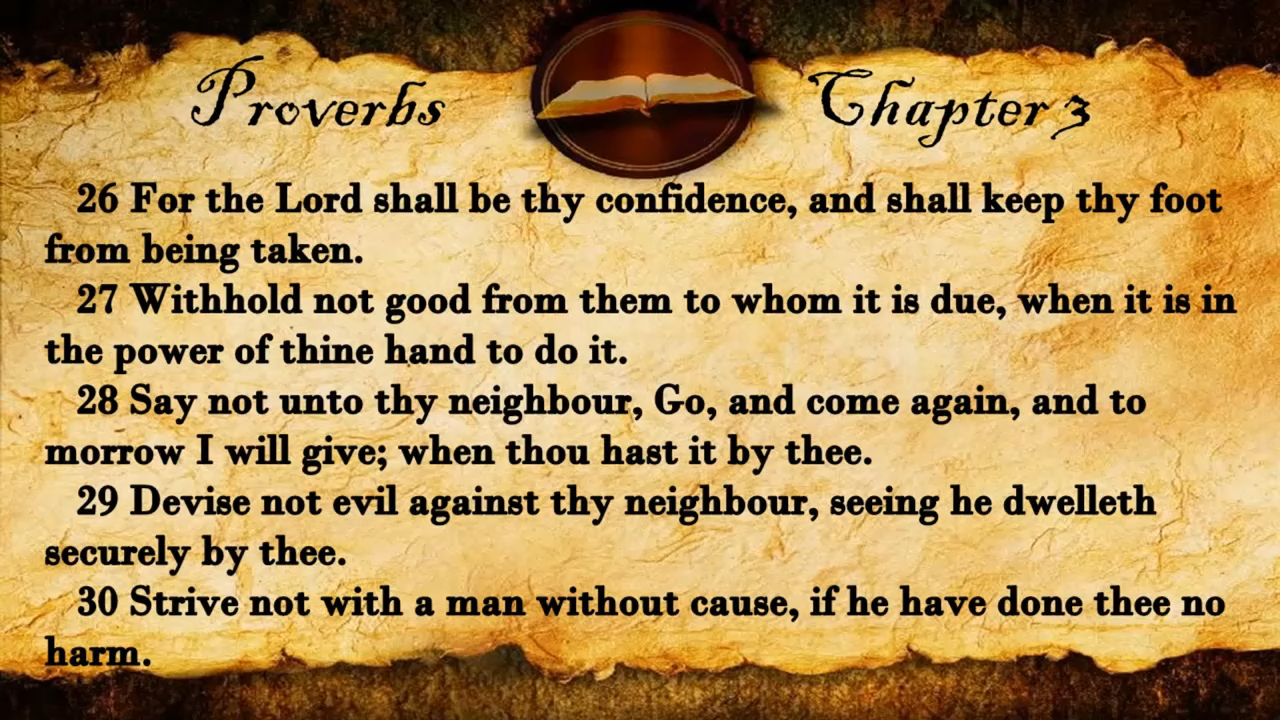 Proverbs Chapter 3
26 For the Lord shall be thy confidence, and shall keep thy foot
from being taken.
27 Withhold not good from them to whom it is due, when it is in
the power of thine hand to do it.
28 Say not unto thy neighbour, Go, and come again, and to
morrow I will give; when thou hast it by thee.
29 Devise not evil against thy neighbour, seeing he dwelleth
securely by thee.
30 Strive not with a man without cause, if he have done thee no
harm.